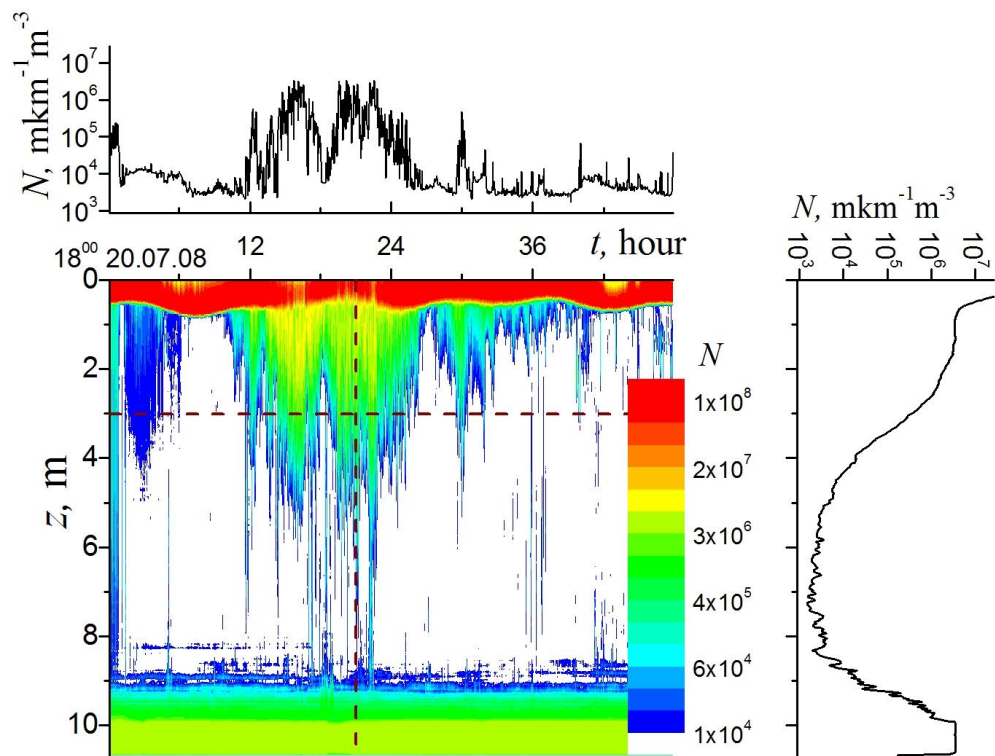 10⁷
10⁶
10⁵
10⁴
10³
N, mkm⁻¹m⁻³
12 24 36 t, hour
18⁰⁰ 20.07.08
N, mkm⁻¹m⁻³
10³ 10⁴ 10⁵ 10⁶ 10⁷
0
2
4
6
8
10
z, m
N
1x10⁸
2x10⁷
3x10⁶
4x10⁵
6x10⁴
1x10⁴